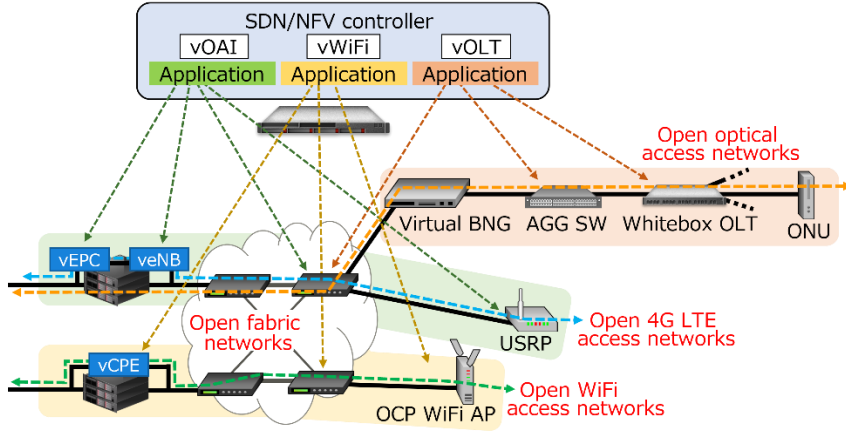 SDN/NFV controller
vOAI
vWiFi
vOLT
Application
Application
Application
Open optical
access networks
Virtual BNG
AGG SW
Whitebox OLT
ONU
vEPC
veNB
Open fabric
networks
USRP
Open 4G LTE
access networks
vCPE
OCP WiFi AP
Open WiFi
access networks